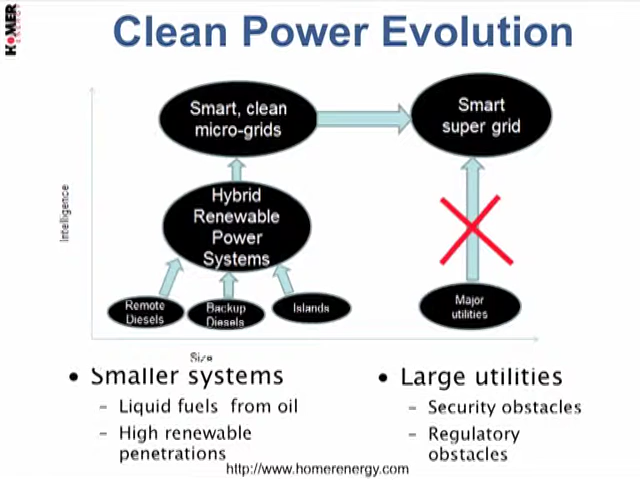 HOMER
ENERGY
Clean Power Evolution
Smart, clean
micro-grids
Smart
super grid
Intelligence
Hybrid
Renewable
Power
Systems
Remote
Diesels
Backup
Diesels
Islands
Major
utilities
Size
• Smaller systems
– Liquid fuels from oil
– High renewable
penetrations
• Large utilities
– Security obstacles
– Regulatory
obstacles
http://www.homerenergy.com